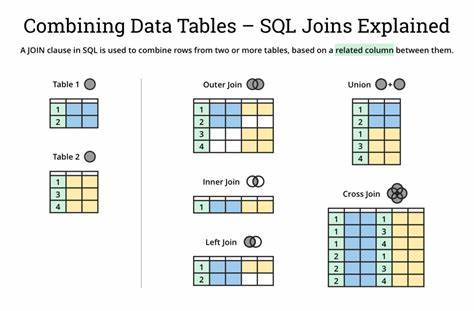 Combining Data Tables – SQL Joins Explained
A JOIN clause in SQL is used to combine rows from two or more tables, based on a related column between them.
Table 1
1
2
Table 2
1
3
4
Outer Join
1
2
3
4
Inner Join
1
Left Join
1
2
Union
+
1
2
1
3
4
Cross Join
1 1
1 3
1 4
2 1
2 3
2 4